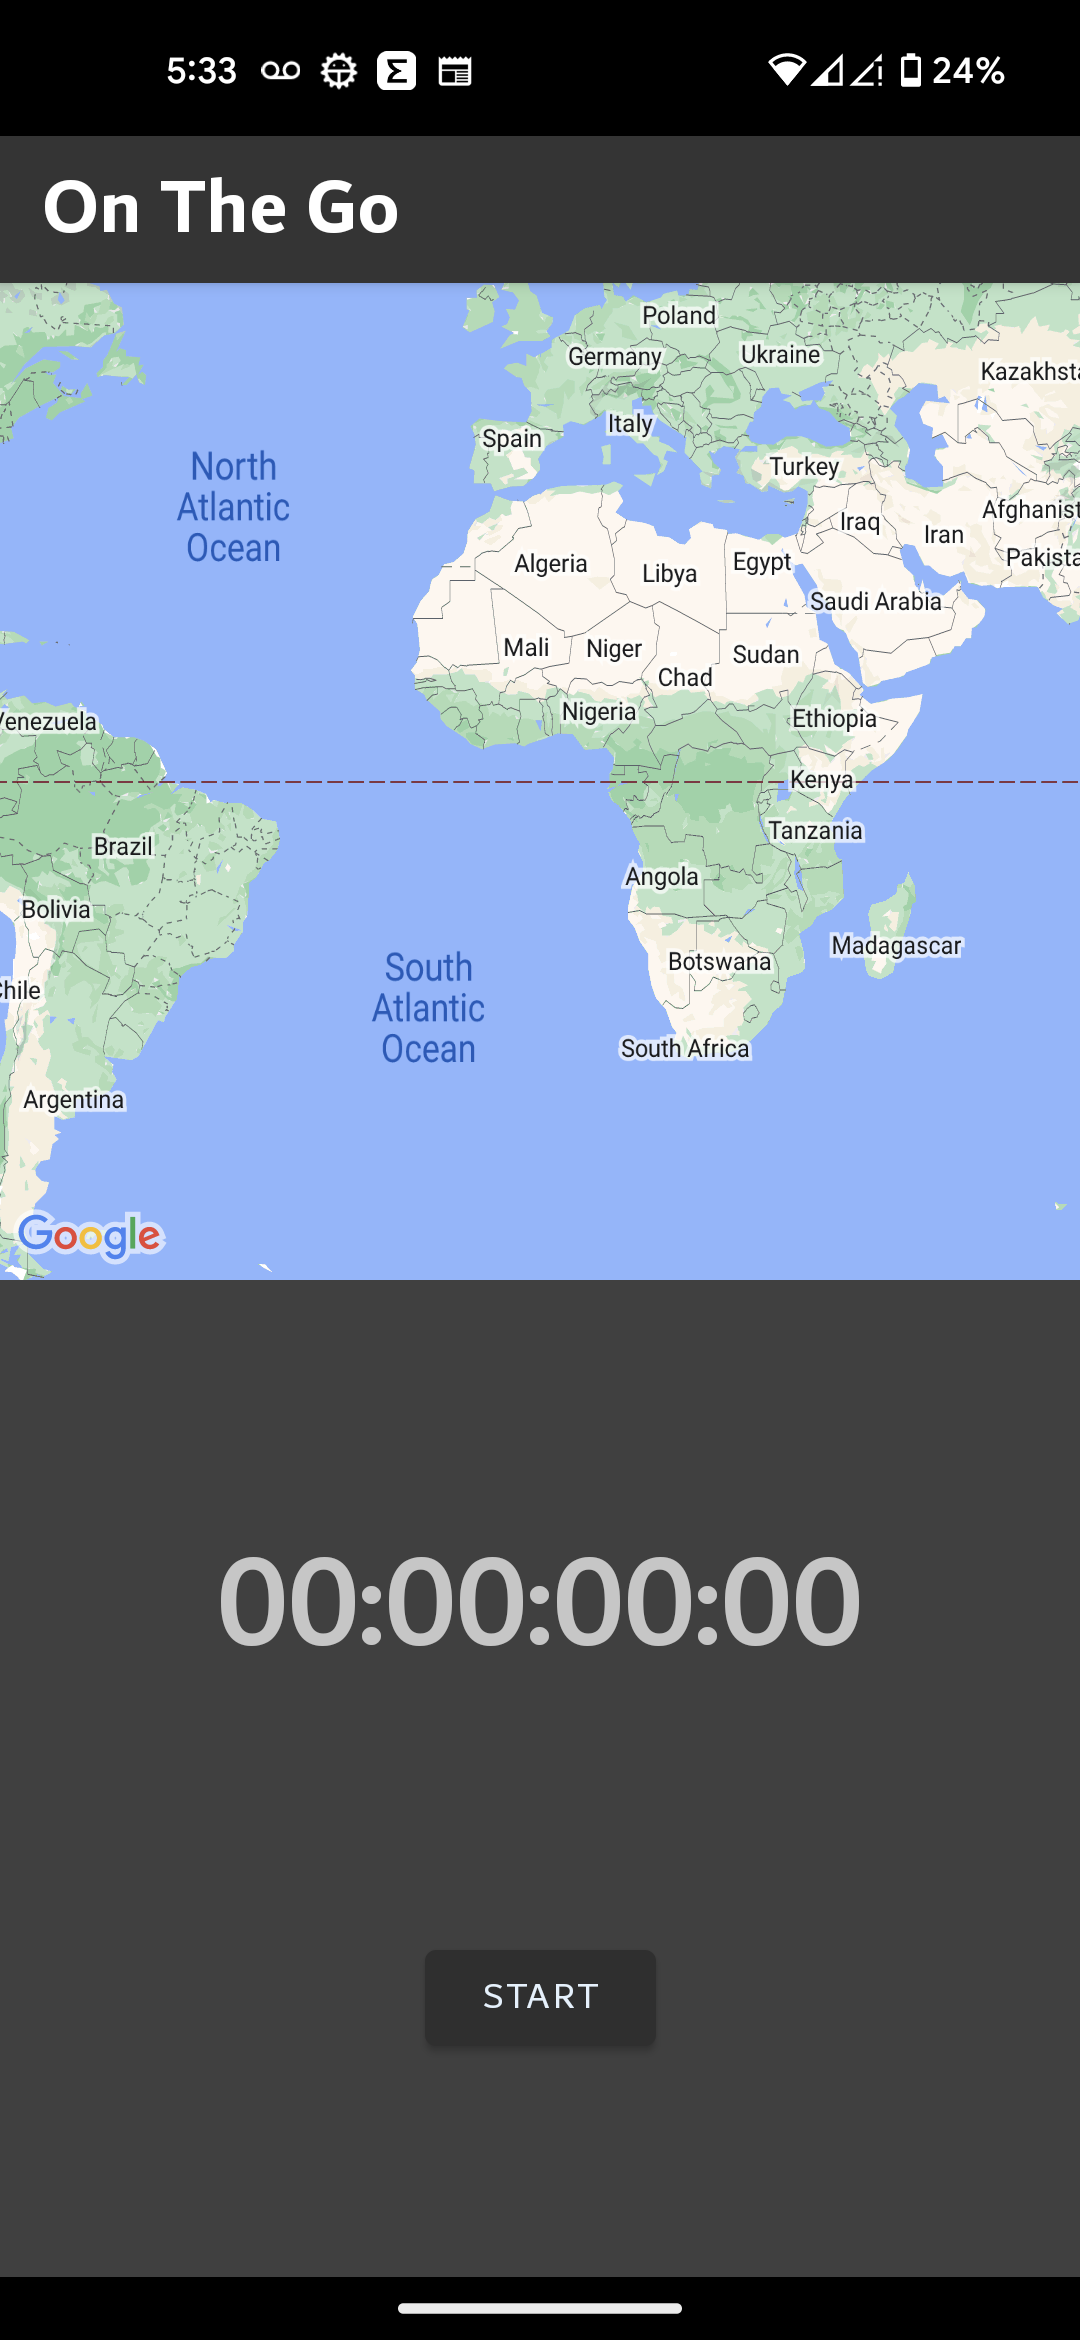 5:33 24%
On The Go
Poland
Germany
Ukraine
Kazakhsta
Italy
Spain
Turkey
North
Atlantic
Ocean
Afghanist
Iraq
Iran
Pakista
Algeria
Libya
Egypt
Saudi Arabia
Mali
Niger
Sudan
Chad
Nigeria
Ethiopia
Venezuela
Kenya
Tanzania
Brazil
Angola
Bolivia
Madagascar
Botswana
South
Atlantic
Ocean
Chile
South Africa
Argentina
Google
00:00:00:00
START